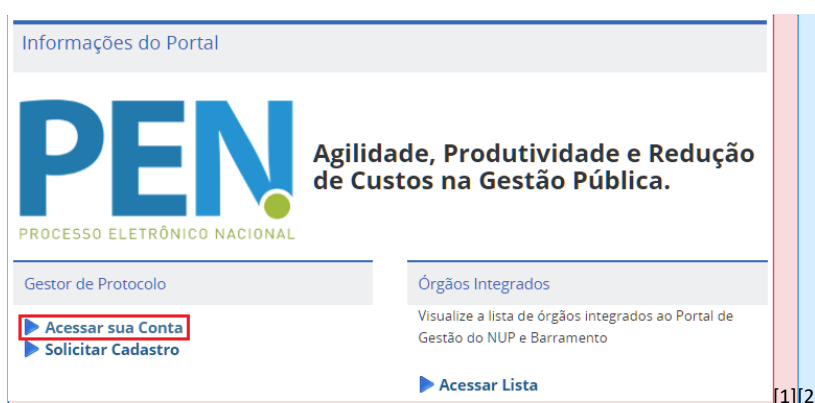 Informações do Portal
PEN
PROCESSO ELETRÔNICO NACIONAL
Agilidade, Produtividade e Redução
de Custos na Gestão Pública.
Gestor de Protocolo
Acessar sua Conta
Solicitar Cadastro
Órgãos Integrados
Visualize a lista de órgãos integrados ao Portal de
Gestão do NUP e Barramento
Acessar Lista
[1][2